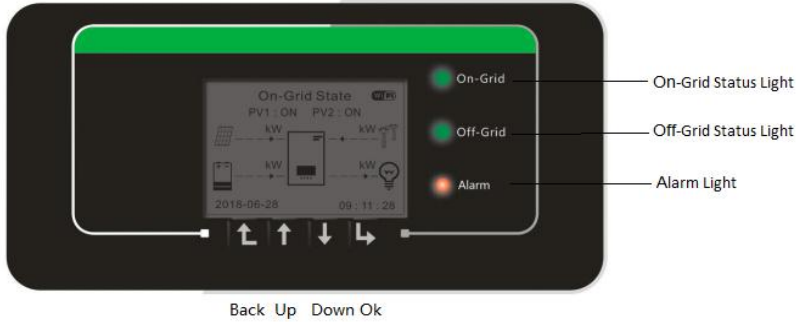 On-Grid State
PV1 : ON PV2 : ON
kW kW
kW kW
2018-06-28 09 : 11 : 28
On-Grid
Off-Grid
Alarm
On-Grid Status Light
Off-Grid Status Light
Alarm Light
Back Up Down Ok